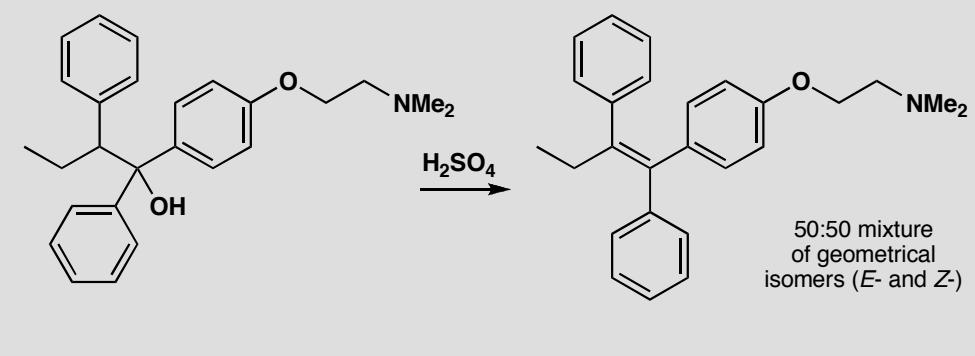 O
NMe2
OH
H2SO4
O
NMe2
50:50 mixture
of geometrical
isomers (E- and Z-)